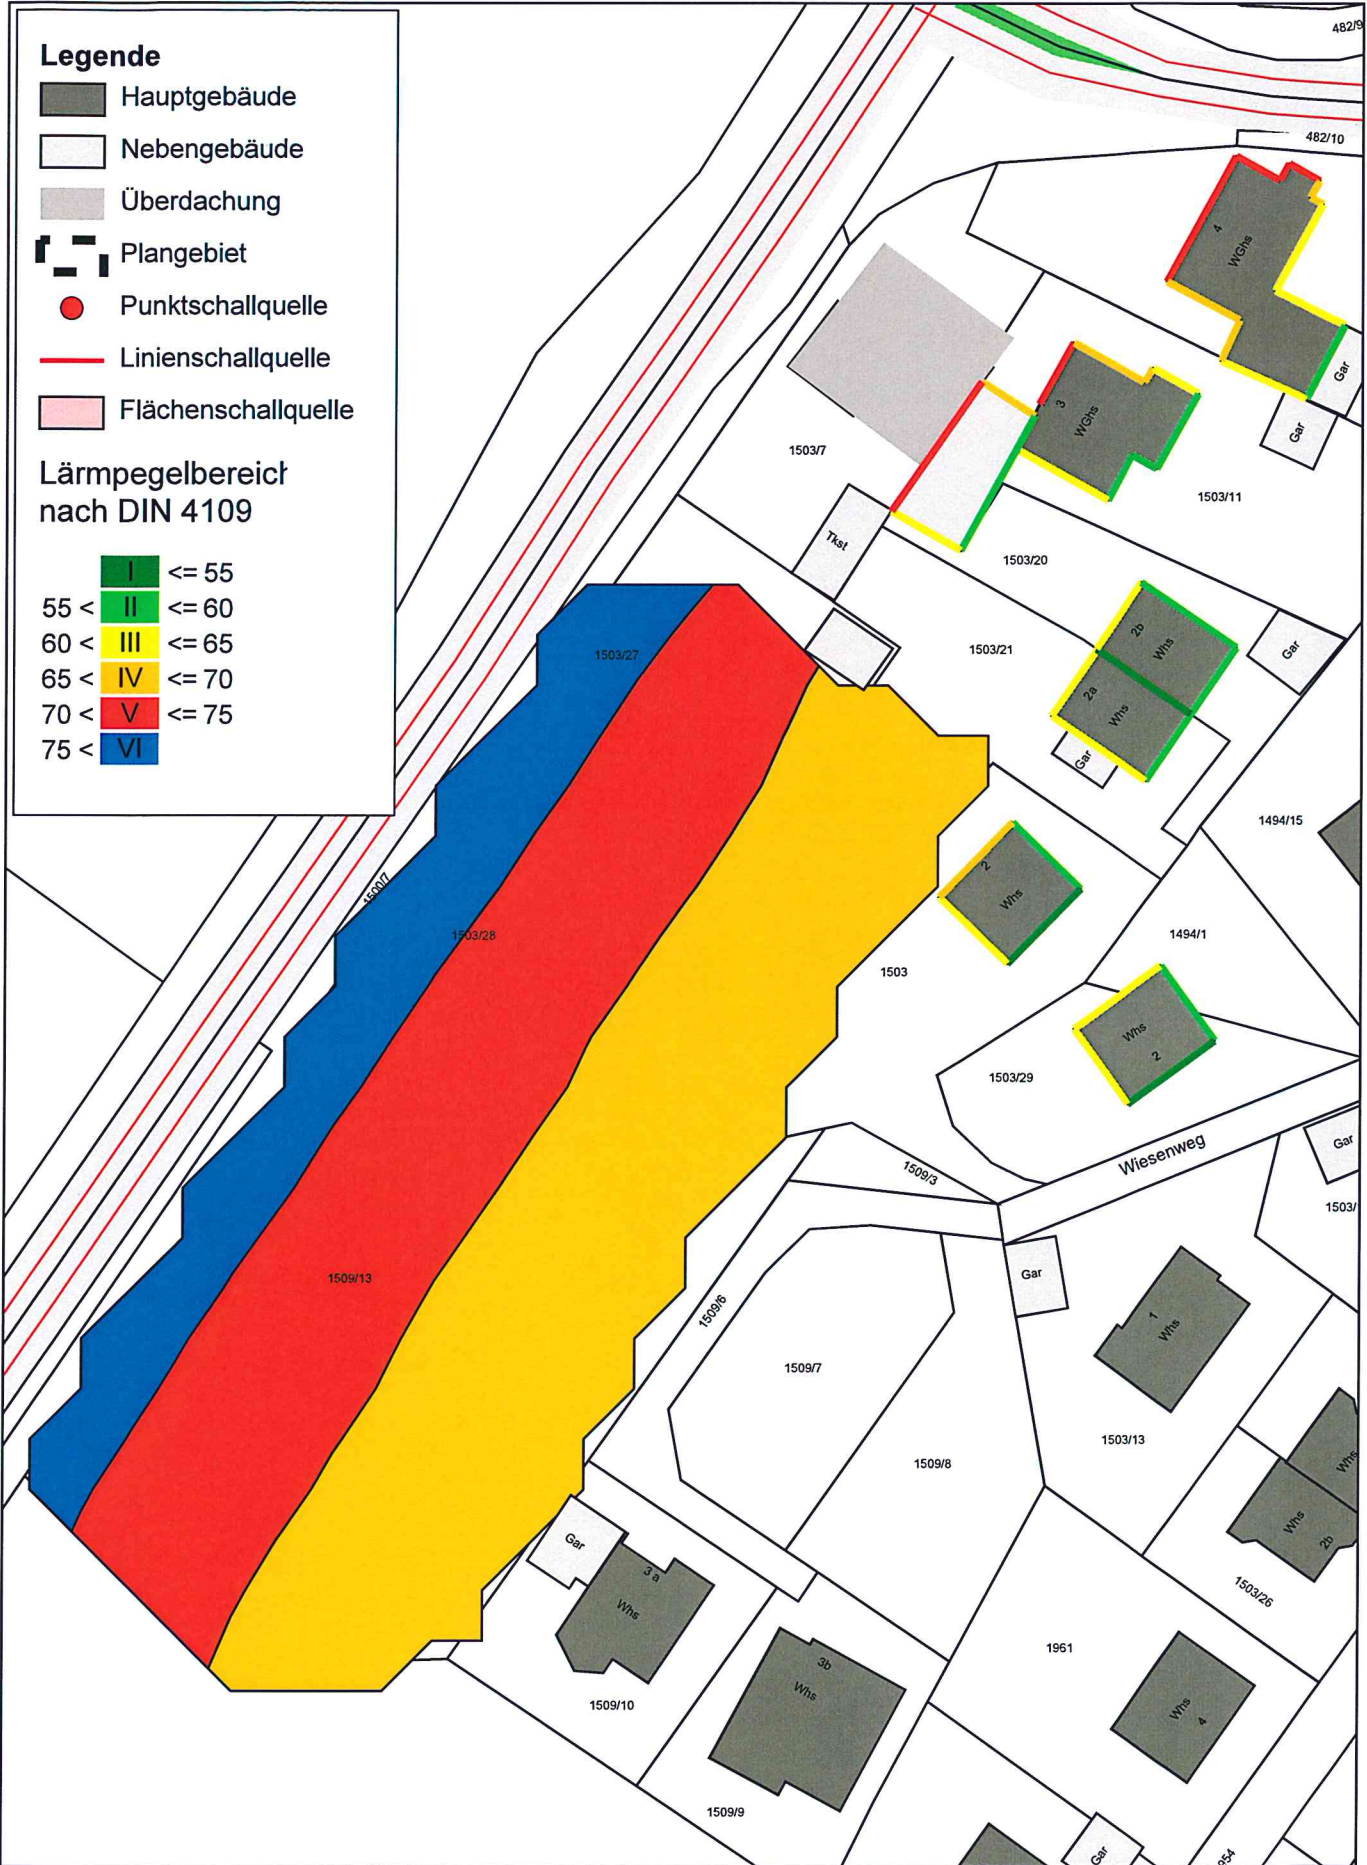 Legende
Hauptgebäude
Nebengebäude
Überdachung
Plangebiet
Punktschallquelle
Linienschallquelle
Flächenschallquelle
Lärmpegelbereich
nach DIN 4109
I <= 55
55 < II <= 60
60 < III <= 65
65 < IV <= 70
70 < V <= 75
75 < VI
482/9
482/10
4
WGhs
Gar
3
WGhs
Gar
1503/7
1503/11
Tkst
1503/20
2b
Whs
Gar
1503/27
1503/21
2a
Whs
Gar
1494/15
1500/7
2
Whs
1503/28
1494/1
1503
Whs
2
1503/29
Wiesenweg
Gar
1509/3
1503/
1509/13
Gar
1509/6
1
Whs
1509/7
1503/13
1509/8
Whs
Whs
2b
Gar
3 a
Whs
1503/26
1961
3b
Whs
1509/10
Whs
4
1509/9
Gar
954